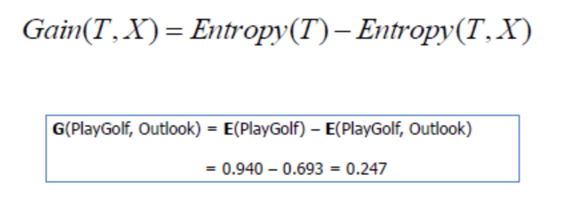 Gain(T, X) = Entropy(T) – Entropy(T, X)
G(PlayGolf, Outlook) = E(PlayGolf) – E(PlayGolf, Outlook)
= 0.940 – 0.693 = 0.247